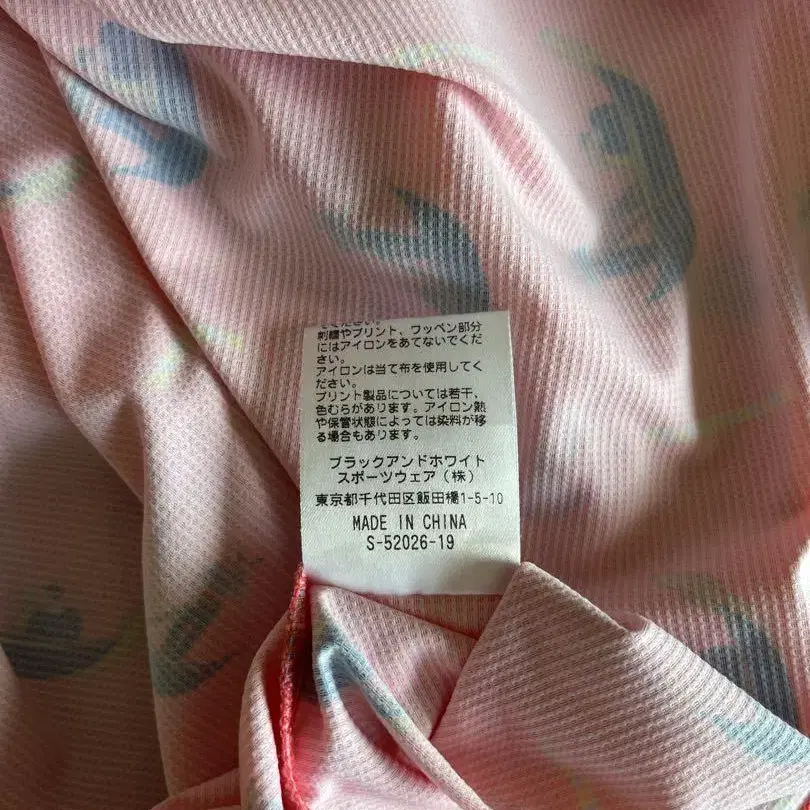 ください。
刺繍やプリント、ワッペン部分
にはアイロンをあてないでくだ
さい。
アイロンは当て布を使用してく
ださい。
プリント製品については若干、
色むらがあります。アイロン熱
や保管状態によっては染料が移
る場合もあります。
ブラックアンドホワイト
スポーツウェア(株)
東京都千代田区飯田橋1-5-10
MADE IN CHINA
S-52026-19